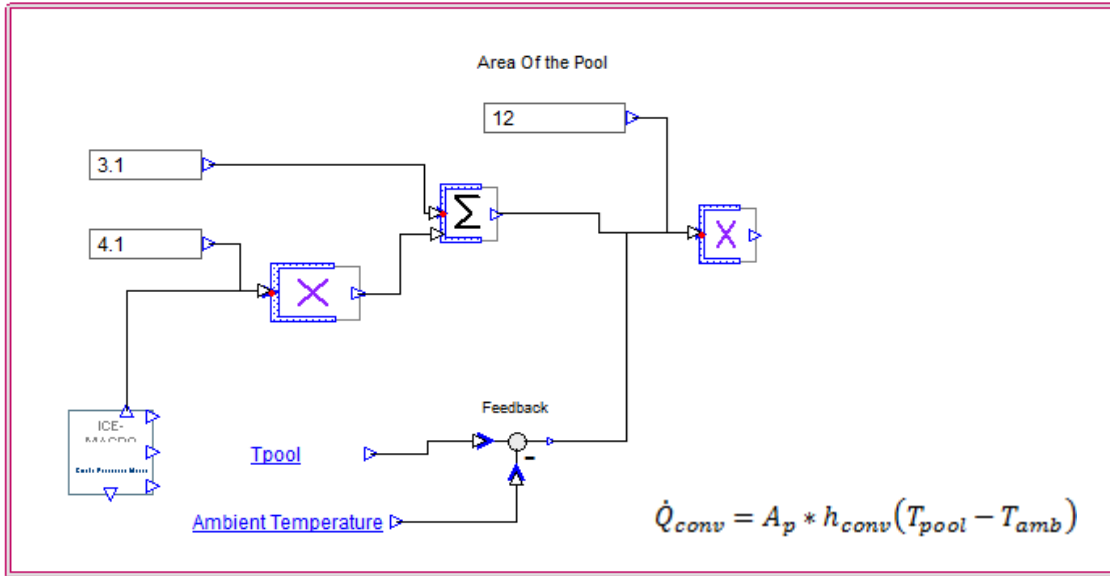 Area Of the Pool
12
3.1
Σ
4.1
X
X
ICE-
Feedback
Tpool
-
Ambient Temperature
Q̇conv = Ap * hconv(Tpool − Tamb)